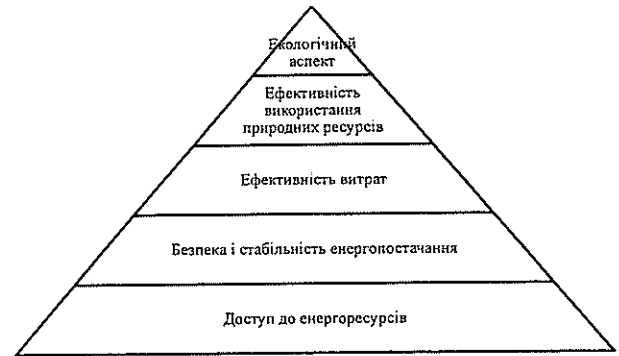 Екологічний
аспект
Ефективність
використання
природних ресурсів
Ефективність витрат
Безпека і стабільність енергопостачання
Доступ до енергоресурсів